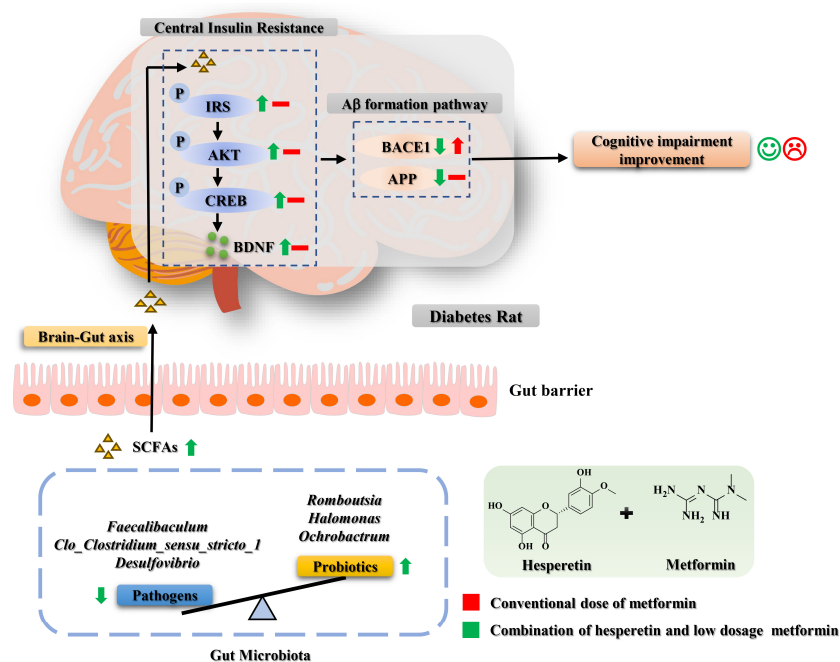 Central Insulin Resistance
P
IRS
P
AKT
P
CREB
BDNF
Aβ formation pathway
BACE1
APP
Cognitive impairment
improvement
Diabetes Rat
Brain-Gut axis
Gut barrier
SCFAs
Faecalibaculum
Clo_Clostridium_sensu_stricto_1
Desulfovibrio
Pathogens
Romboutsia
Halomonas
Ochrobactrum
Probiotics
Gut Microbiota
OH
O
HO
O
OH
O
Hesperetin
+
H₂N
N
N
NH₂
NH
Metformin
Conventional dose of metformin
Combination of hesperetin and low dosage metformin